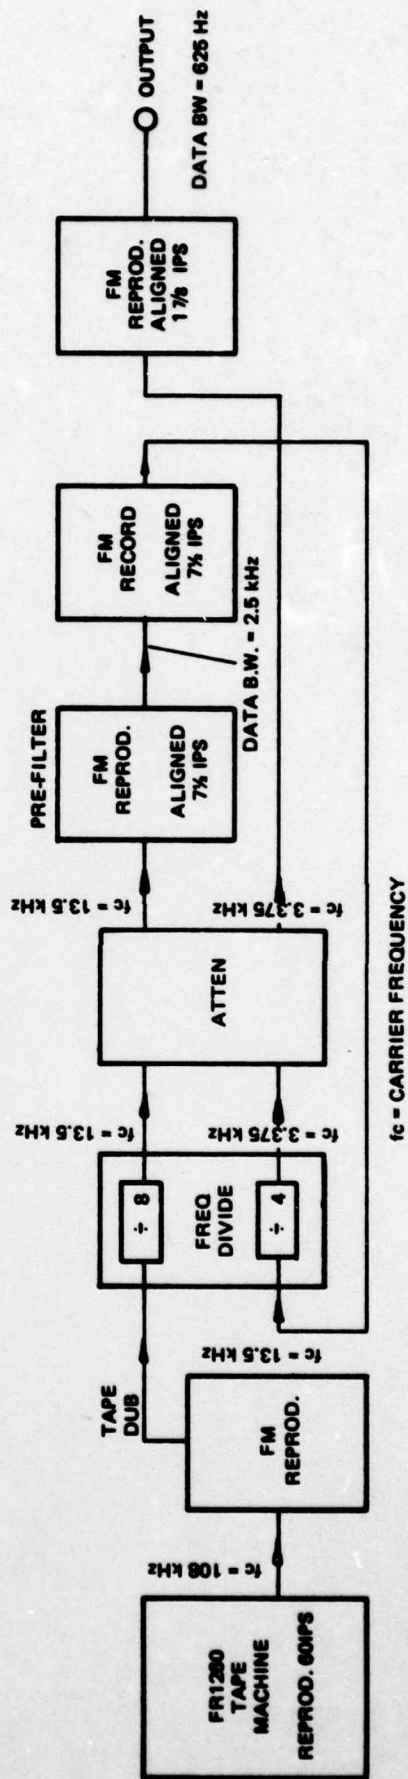 FR1260
TAPE
MACHINE
REPROD. 60IPS
fc = 108 kHz
FM
REPROD.
TAPE
DUB
fc = 13.5 kHz
÷ 8
FREQ
DIVIDE
÷ 4
fc = 13.5 kHz
fc = 3.375 kHz
ATTEN
fc = 13.5 kHz
fc = 3.375 kHz
PRE-FILTER
FM
REPROD.
ALIGNED
7½ IPS
DATA B.W. = 2.5 kHz
FM
RECORD
ALIGNED
7½ IPS
FM
REPROD.
ALIGNED
1 7/8 IPS
OUTPUT
DATA BW = 625 Hz
fc = CARRIER FREQUENCY